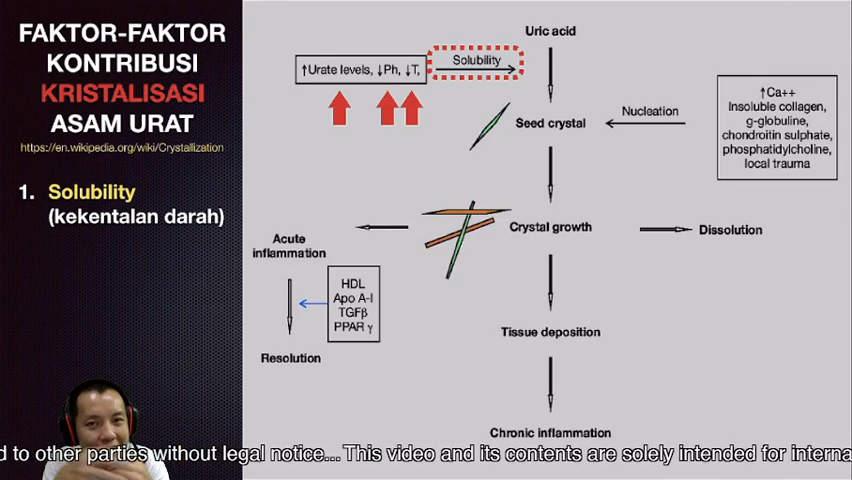 FAKTOR-FAKTOR
KONTRIBUSI
KRISTALISASI
ASAM URAT
https://en.wikipedia.org/wiki/Crystallization
1. Solubility
(kekentalan darah)
Uric acid
↑Urate levels, ↓Ph, ↓T,
Solubility
Seed crystal
Nucleation
↑Ca++
Insoluble collagen,
g-globuline,
chondroitin sulphate,
phosphatidylcholine,
local trauma
Crystal growth
Dissolution
Acute
inflammation
HDL
Apo A-I
TGFβ
PPAR γ
Resolution
Tissue deposition
Chronic inflammation
d to other parties without legal notice... This video and its contents are solely intended for interna